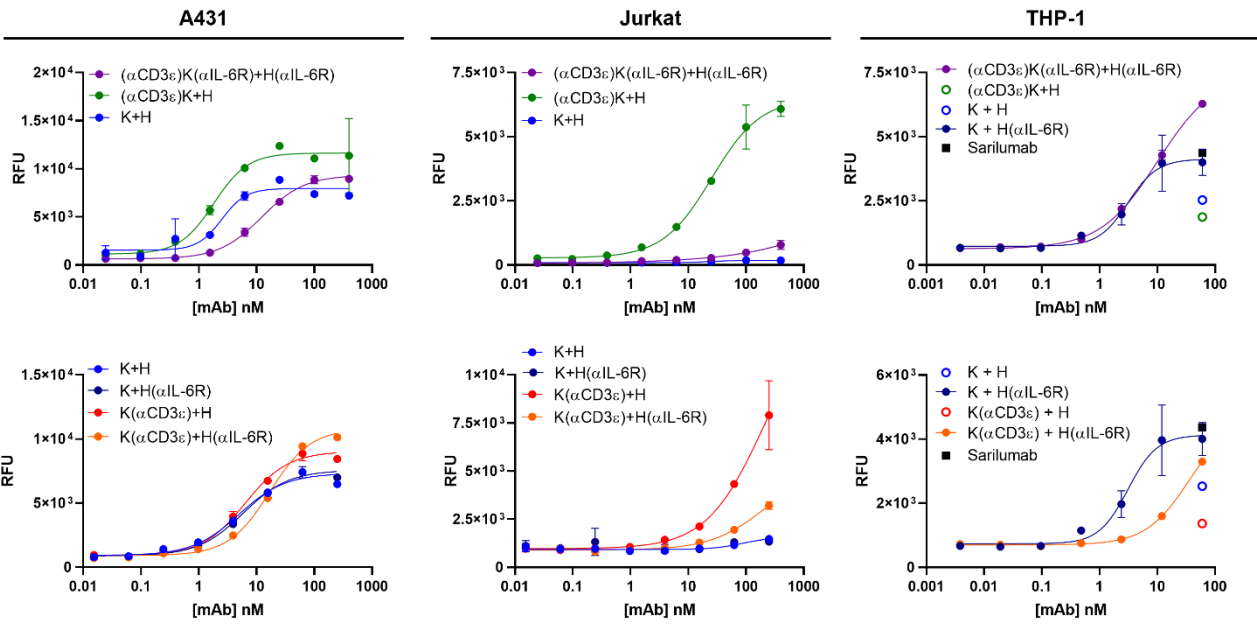 A431
Jurkat
THP-1
(αCD3ε)K(αIL-6R)+H(αIL-6R)
(αCD3ε)K+H
K+H
2×10⁴
1.5×10⁴
1×10⁴
5×10³
0
RFU
0.01 0.1 1 10 100 1000
[mAb] nM
(αCD3ε)K(αIL-6R)+H(αIL-6R)
(αCD3ε)K+H
K+H
7.5×10³
5×10³
2.5×10³
0
RFU
0.01 0.1 1 10 100 1000
[mAb] nM
(αCD3ε)K(αIL-6R)+H(αIL-6R)
(αCD3ε)K+H
K + H
K + H(αIL-6R)
Sarilumab
7.5×10³
5×10³
2.5×10³
0
RFU
0.001 0.01 0.1 1 10 100
[mAb] nM
K+H
K+H(αIL-6R)
K(αCD3ε)+H
K(αCD3ε)+H(αIL-6R)
1.5×10⁴
1×10⁴
5×10³
0
RFU
0.01 0.1 1 10 100 1000
[mAb] nM
K+H
K+H(αIL-6R)
K(αCD3ε)+H
K(αCD3ε)+H(αIL-6R)
1×10⁴
7.5×10³
5×10³
2.5×10³
0
RFU
0.01 0.1 1 10 100 1000
[mAb] nM
K + H
K + H(αIL-6R)
K(αCD3ε) + H
K(αCD3ε) + H(αIL-6R)
Sarilumab
6×10³
4×10³
2×10³
0
RFU
0.001 0.01 0.1 1 10 100
[mAb] nM